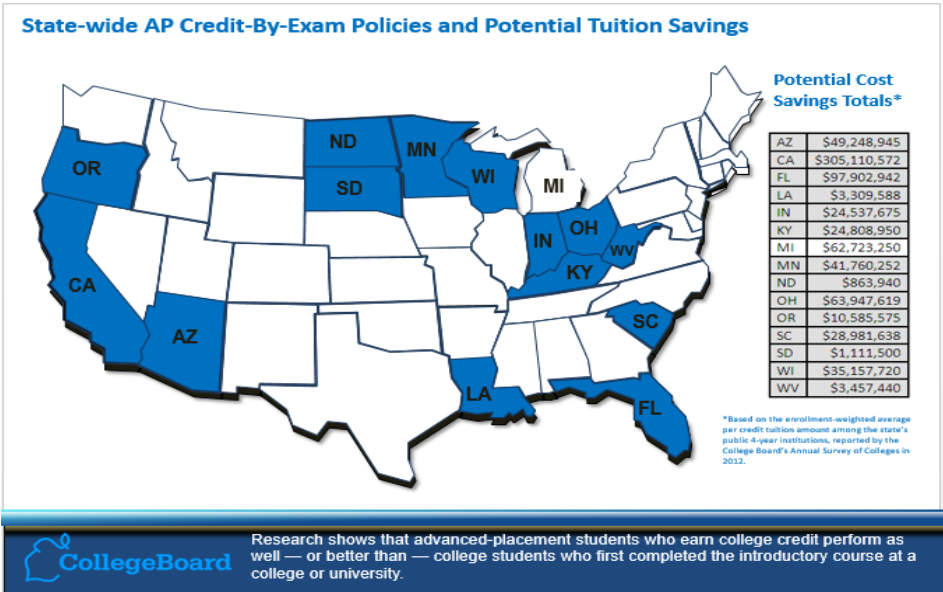 State-wide AP Credit-By-Exam Policies and Potential Tuition Savings
Potential Cost
Savings Totals*
OR
ND
MN
SD
WI
MI
CA
IN
OH
WV
KY
AZ
SC
LA
FL
AZ $49,248,945
CA $305,110,572
FL $97,902,942
LA $3,309,588
IN $24,537,675
KY $24,808,950
MI $62,723,250
MN $41,760,252
ND $863,940
OH $63,947,619
OR $10,585,575
SC $28,981,638
SD $1,111,500
WI $35,157,720
WV $3,457,440
*Based on the enrollment-weighted average
per credit tuition amount among the state's
public 4-year institutions, reported by the
College Board's Annual Survey of Colleges in
2012.
CollegeBoard
Research shows that advanced-placement students who earn college credit perform as
well — or better than — college students who first completed the introductory course at a
college or university.